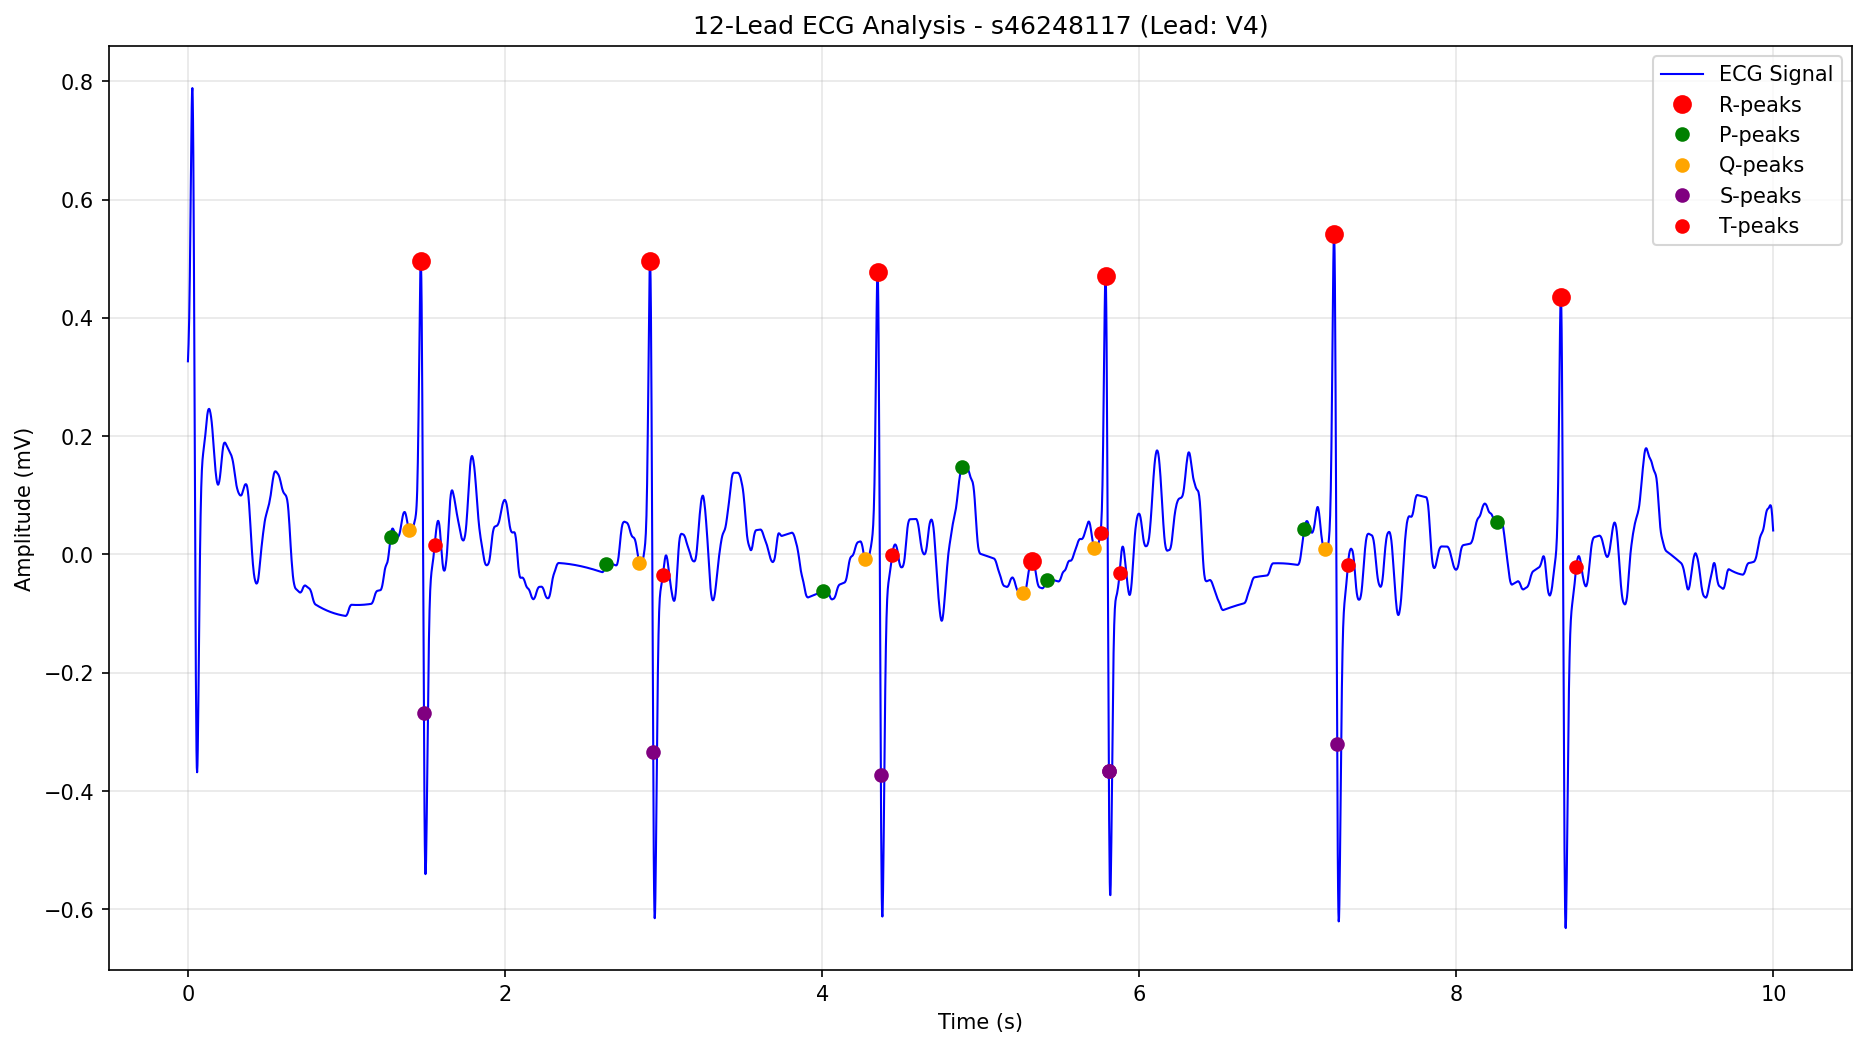 12-Lead ECG Analysis - s46248117 (Lead: V4)
ECG Signal
R-peaks
P-peaks
Q-peaks
S-peaks
T-peaks
Amplitude (mV)
0.8
0.6
0.4
0.2
0.0
−0.2
−0.4
−0.6
0 2 4 6 8 10
Time (s)